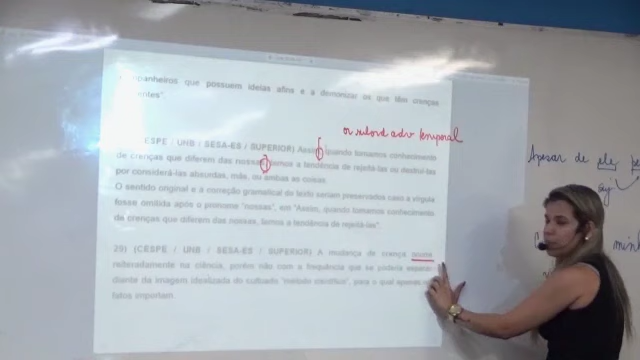 companheiros que possuem ideias afins e a demonizar os que têm crenças
or subord adv temporal
CESPE / UNB / SESA-ES / SUPERIOR) Assim, quando tomamos conhecimento
de crenças que diferem das nossas, temos a tendência de rejeitá-las ou destruí-las
por considerá-las absurdas, más, ou ambas as coisas.
O sentido original e a correção gramatical do texto seriam preservados caso a vírgula
fosse omitida após o pronome "nossas", em "Assim, quando tomamos conhecimento
de crenças que diferem das nossas, temos a tendência de rejeitá-las".
20) (CESPE / UNB / SESA-ES / SUPERIOR) A mudança de crença ocorre
reiteradamente na ciência, porém não com a frequência que se poderia esperar
diante da imagem idealizada do cultuado "método científico", para o qual apenas os
fatos importam.
Apesar de ele